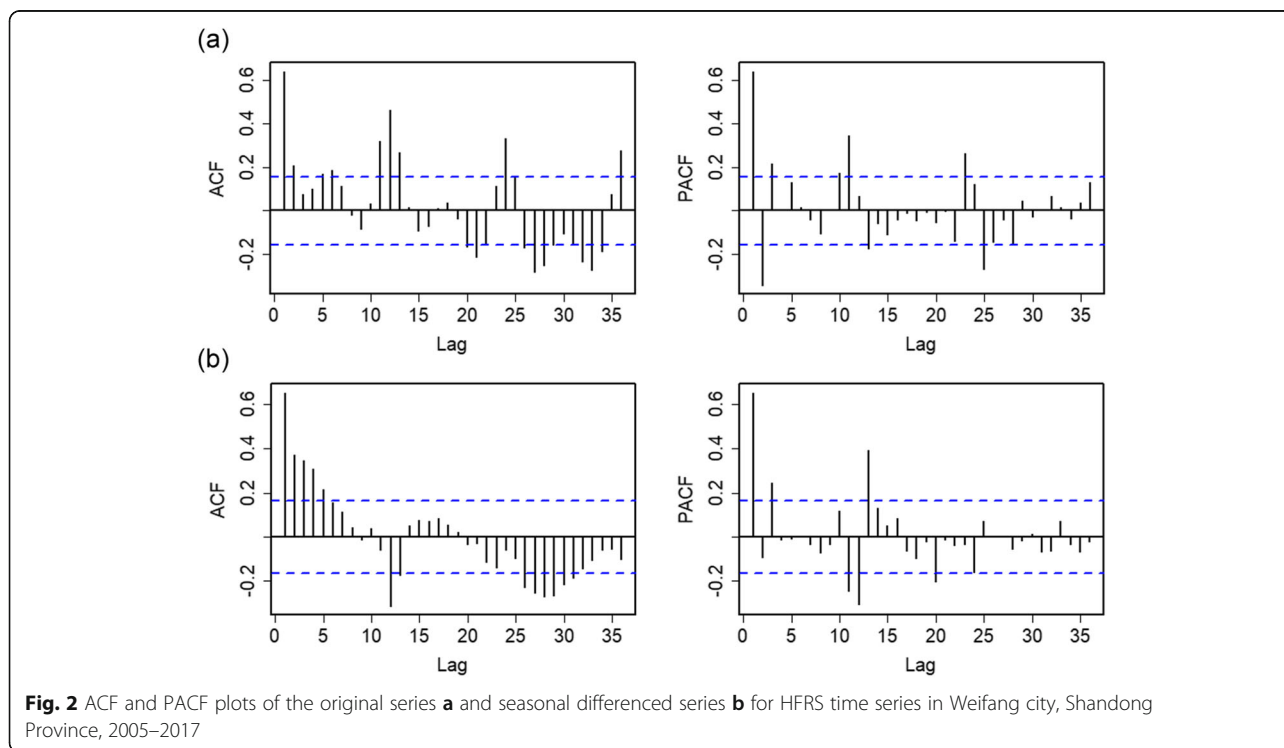 (a)
0.6
0.4
0.2
-0.2
ACF
0 5 10 15 20 25 30 35
Lag
0.6
0.4
0.2
-0.2
PACF
0 5 10 15 20 25 30 35
Lag
(b)
0.6
0.4
0.2
-0.2
ACF
0 5 10 15 20 25 30 35
Lag
0.6
0.4
0.2
-0.2
PACF
0 5 10 15 20 25 30 35
Lag
Fig. 2 ACF and PACF plots of the original series a and seasonal differenced series b for HFRS time series in Weifang city, Shandong
Province, 2005–2017